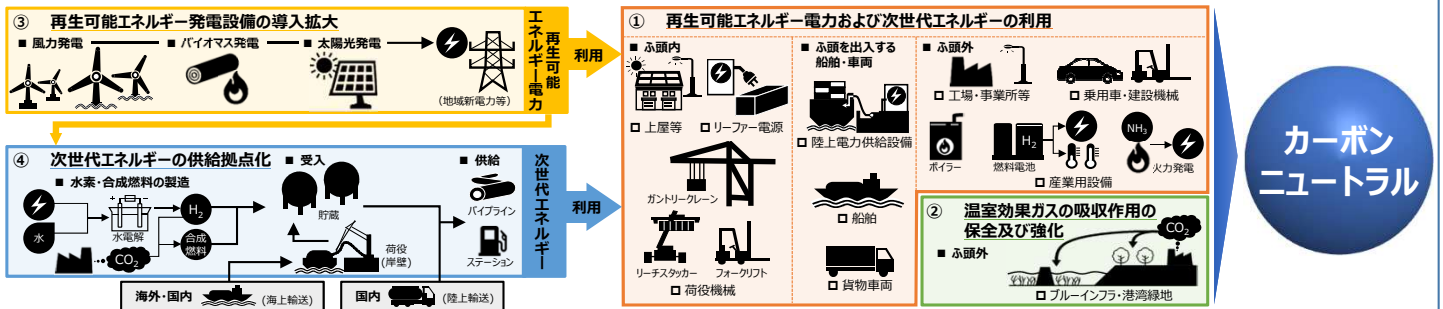 ③ 再生可能エネルギー発電設備の導入拡大
■ 風力発電
■ バイオマス発電
■ 太陽光発電
(地域新電力等)
再生可能
エネルギー電力
利用
④ 次世代エネルギーの供給拠点化
■ 水素・合成燃料の製造
水
水電解
CO2
H2
合成
燃料
■ 受入
貯蔵
荷役
(岸壁)
■ 供給
パイプライン
ステーション
次世代エネルギー
利用
海外・国内
(海上輸送)
国内
(陸上輸送)
① 再生可能エネルギー電力および次世代エネルギーの利用
■ ふ頭内
□ 上屋等
□ リーファー電源
ガントリークレーン
リーチスタッカー
フォークリフト
□ 荷役機械
■ ふ頭を出入する
船舶・車両
□ 陸上電力供給設備
□ 船舶
□ 貨物車両
■ ふ頭外
□ 工場・事業所等
□ 乗用車・建設機械
ボイラー
H2
燃料電池
NH3
火力発電
□ 産業用設備
② 温室効果ガスの吸収作用の
保全及び強化
■ ふ頭外
CO2
□ ブルーインフラ・港湾緑地
カーボン
ニュートラル